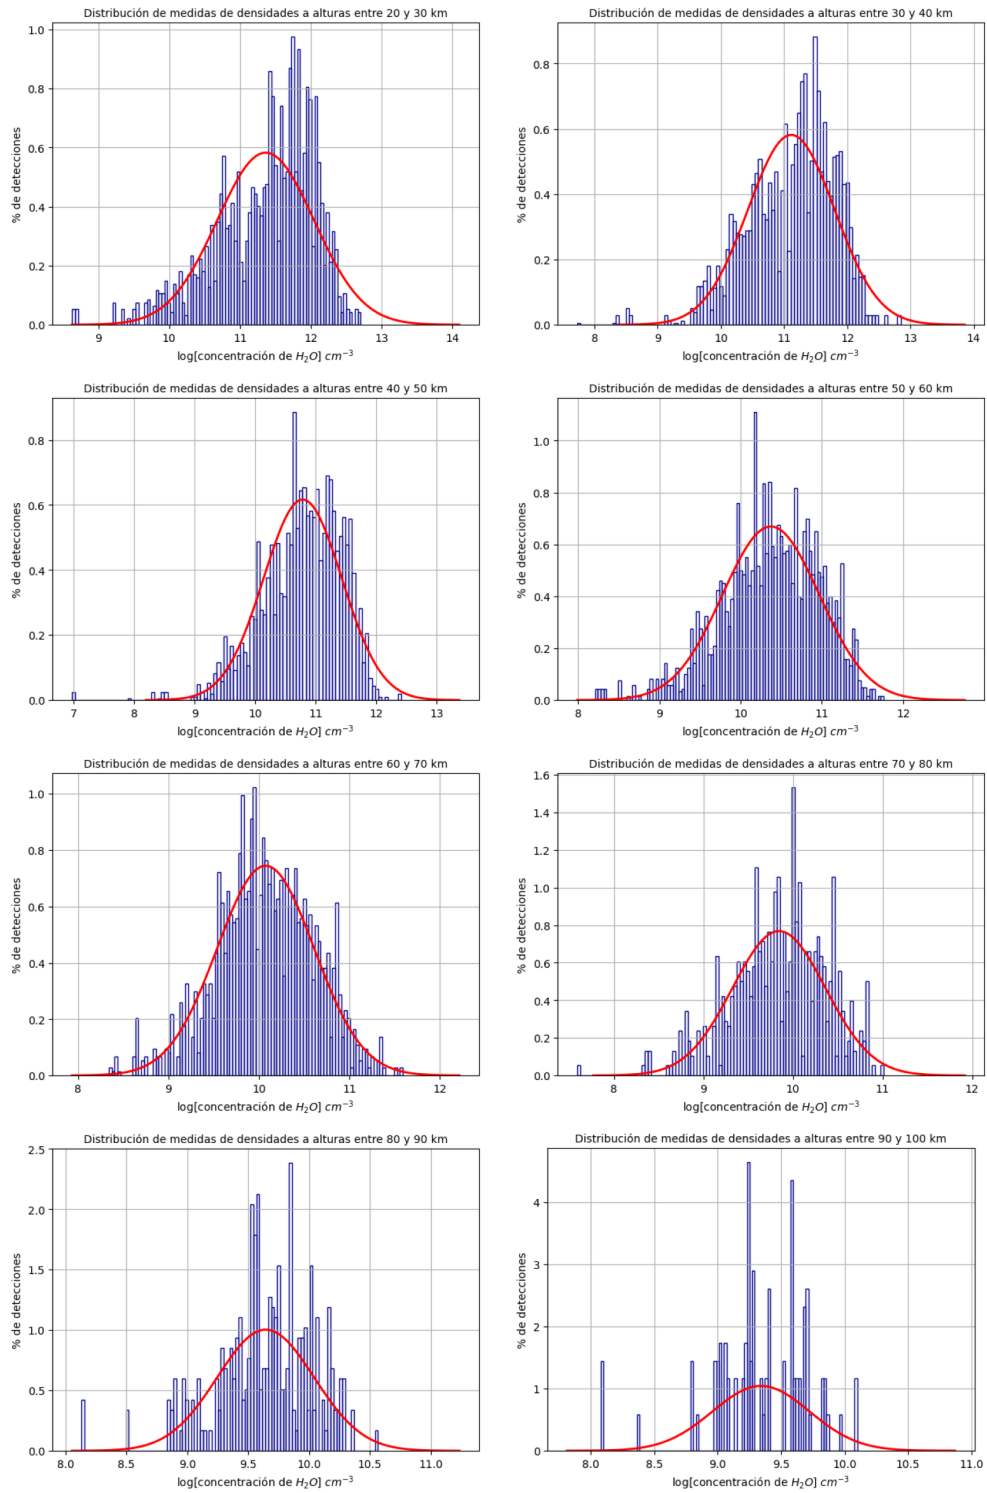 Distribución de medidas de densidades a alturas entre 20 y 30 km
1.0
0.8
0.6
0.4
0.2
0.0
% de detecciones
9 10 11 12 13 14
log[concentración de H₂O] cm⁻³
Distribución de medidas de densidades a alturas entre 30 y 40 km
0.8
0.6
0.4
0.2
0.0
% de detecciones
8 9 10 11 12 13 14
log[concentración de H₂O] cm⁻³
Distribución de medidas de densidades a alturas entre 40 y 50 km
0.8
0.6
0.4
0.2
0.0
% de detecciones
7 8 9 10 11 12 13
log[concentración de H₂O] cm⁻³
Distribución de medidas de densidades a alturas entre 50 y 60 km
1.0
0.8
0.6
0.4
0.2
0.0
% de detecciones
8 9 10 11 12
log[concentración de H₂O] cm⁻³
Distribución de medidas de densidades a alturas entre 60 y 70 km
1.0
0.8
0.6
0.4
0.2
0.0
% de detecciones
8 9 10 11 12
log[concentración de H₂O] cm⁻³
Distribución de medidas de densidades a alturas entre 70 y 80 km
1.6
1.4
1.2
1.0
0.8
0.6
0.4
0.2
0.0
% de detecciones
8 9 10 11 12
log[concentración de H₂O] cm⁻³
Distribución de medidas de densidades a alturas entre 80 y 90 km
2.5
2.0
1.5
1.0
0.5
0.0
% de detecciones
8.0 8.5 9.0 9.5 10.0 10.5 11.0
log[concentración de H₂O] cm⁻³
Distribución de medidas de densidades a alturas entre 90 y 100 km
4
3
2
1
0
% de detecciones
8.0 8.5 9.0 9.5 10.0 10.5 11.0
log[concentración de H₂O] cm⁻³